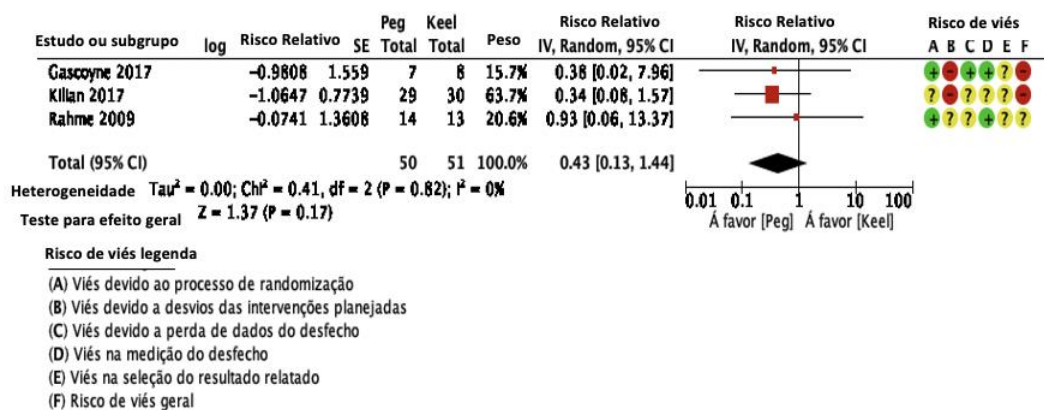 Peg Keel Risco Relativo Risco Relativo Risco de viés
Estudo ou subgrupo log Risco Relativo SE Total Total Peso IV, Random, 95% CI IV, Random, 95% CI A B C D E F
Gascoyne 2017 −0.9808 1.559 7 8 15.7% 0.38 [0.02, 7.96] + − + + ? −
Kilian 2017 −1.0647 0.7739 29 30 63.7% 0.34 [0.08, 1.57] ? − ? ? ? −
Rahme 2009 −0.0741 1.3608 14 13 20.6% 0.93 [0.06, 13.37] + ? ? + ? ?
Total (95% CI) 50 51 100.0% 0.43 [0.13, 1.44]
Heterogeneidade Tau² = 0.00; Chi² = 0.41, df = 2 (P = 0.82); I² = 0%
Teste para efeito geral Z = 1.37 (P = 0.17)
0.01 0.1 1 10 100
Á favor [Peg] Á favor [Keel]
Risco de viés legenda
(A) Viés devido ao processo de randomização
(B) Viés devido a desvios das intervenções planejadas
(C) Viés devido a perda de dados do desfecho
(D) Viés na medição do desfecho
(E) Viés na seleção do resultado relatado
(F) Risco de viés geral